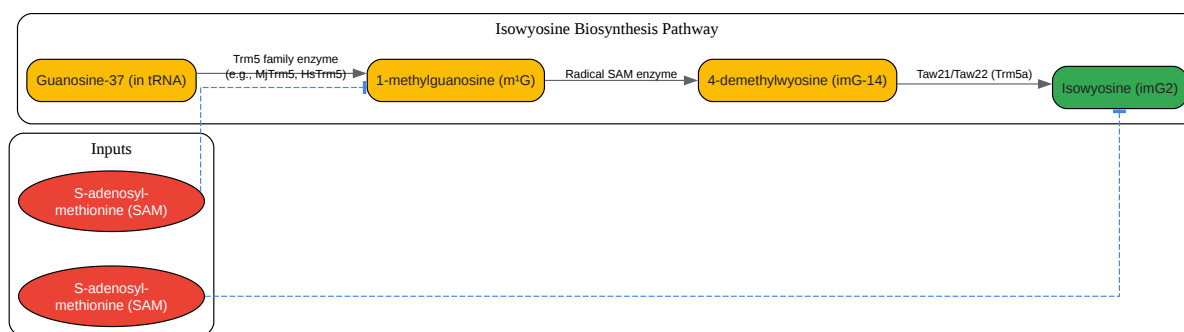 Isowyosine Biosynthesis Pathway
Guanosine-37 (in tRNA)
Trm5 family enzyme
(e.g., MjTrm5, HsTrm5)
1-methylguanosine (m¹G)
Radical SAM enzyme
4-demethylwyosine (imG-14)
Taw21/Taw22 (Trm5a)
Isowyosine (imG2)
Inputs
S-adenosyl-
methionine (SAM)
S-adenosyl-
methionine (SAM)